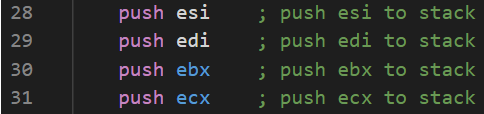 28 push esi ; push esi to stack
29 push edi ; push edi to stack
30 push ebx ; push ebx to stack
31 push ecx ; push ecx to stack